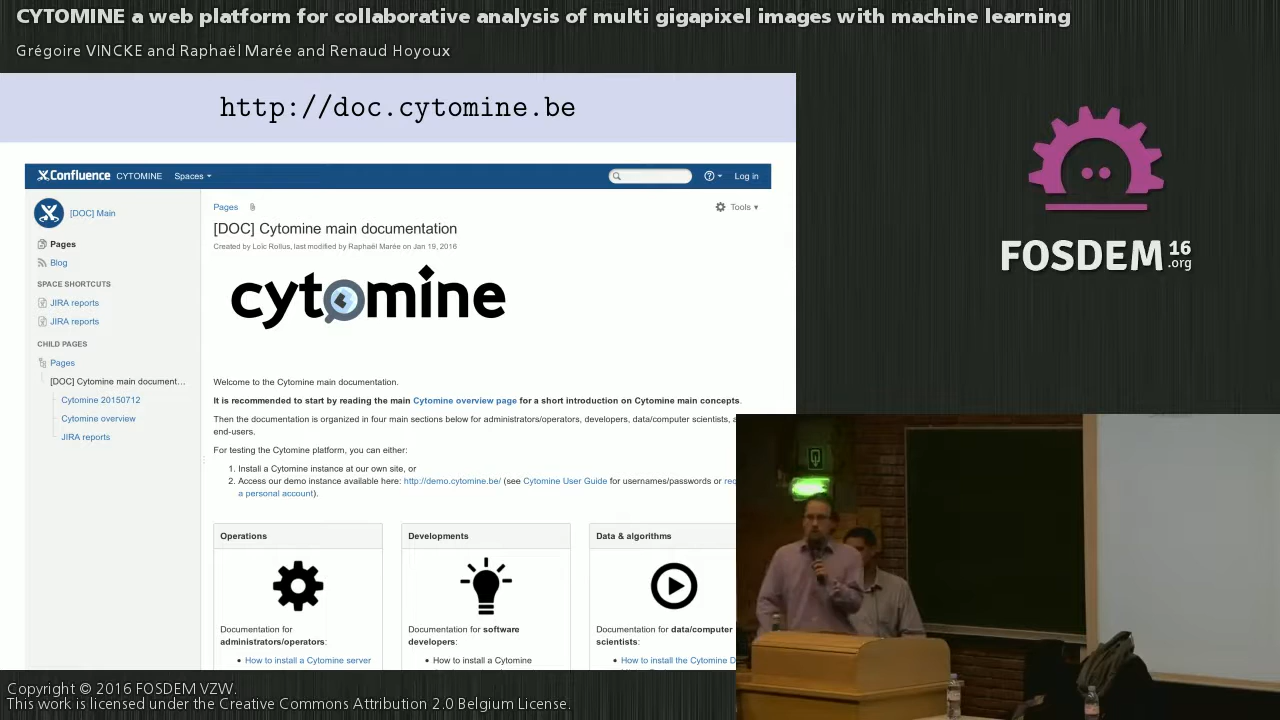 CYTOMINE a web platform for collaborative analysis of multi gigapixel images with machine learning
Grégoire VINCKE and Raphaël Marée and Renaud Hoyoux
http://doc.cytomine.be
Confluence CYTOMINE Spaces
Log in
[DOC] Main
Pages
Blog
SPACE SHORTCUTS
JIRA reports
JIRA reports
CHILD PAGES
Pages
[DOC] Cytomine main document...
Cytomine 20150712
Cytomine overview
JIRA reports
Pages
Tools
[DOC] Cytomine main documentation
Created by Loïc Rollus, last modified by Raphaël Marée on Jan 19, 2016
cytomine
Welcome to the Cytomine main documentation.
It is recommended to start by reading the main Cytomine overview page for a short introduction on Cytomine main concepts.
Then the documentation is organized in four main sections below for administrators/operators, developers, data/computer scientists,
end-users.
For testing the Cytomine platform, you can either:
1. Install a Cytomine instance at our own site, or
2. Access our demo instance available here: http://demo.cytomine.be/ (see Cytomine User Guide for usernames/passwords or
a personal account).
Operations
Documentation for
administrators/operators:
• How to install a Cytomine server
Developments
Documentation for software
developers:
• How to install a Cytomine
Data & algorithms
Documentation for data/computer
scientists:
• How to install the Cytomine
FOSDEM 16
.org
Copyright © 2016 FOSDEM VZW.
This work is licensed under the Creative Commons Attribution 2.0 Belgium License.